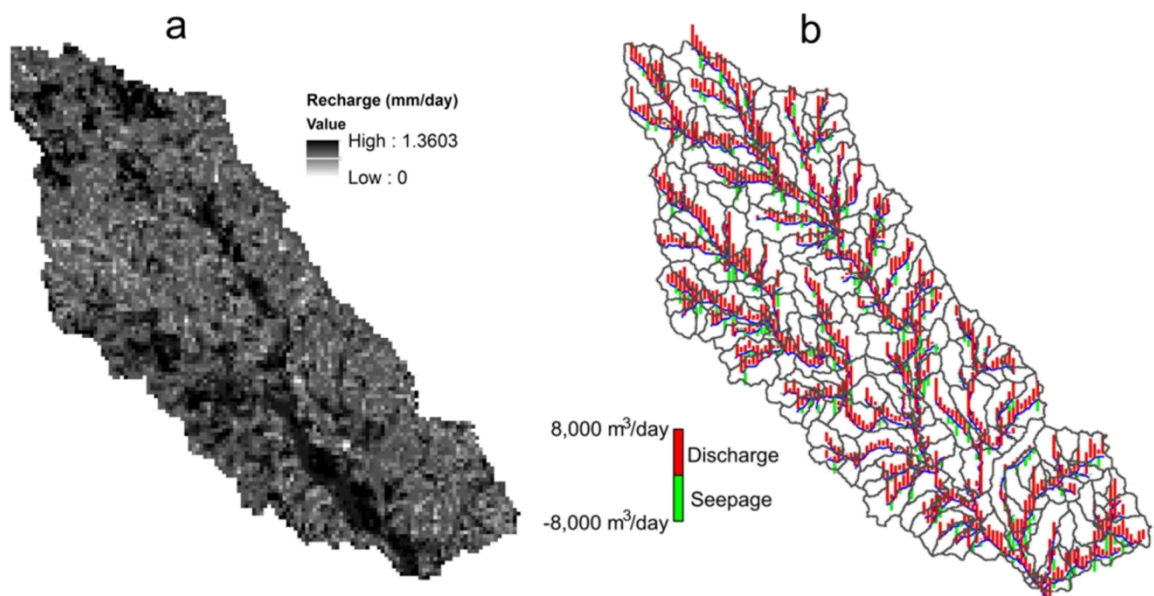 a
b
Recharge (mm/day)
Value
High : 1.3603
Low : 0
8,000 m³/day
Discharge
Seepage
-8,000 m³/day